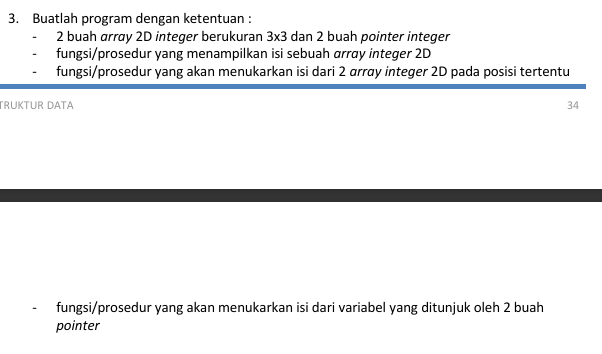 3. Buatlah program dengan ketentuan :
- 2 buah array 2D integer berukuran 3x3 dan 2 buah pointer integer
- fungsi/prosedur yang menampilkan isi sebuah array integer 2D
- fungsi/prosedur yang akan menukarkan isi dari 2 array integer 2D pada posisi tertentu
TRUKTUR DATA 34
- fungsi/prosedur yang akan menukarkan isi dari variabel yang ditunjuk oleh 2 buah
pointer